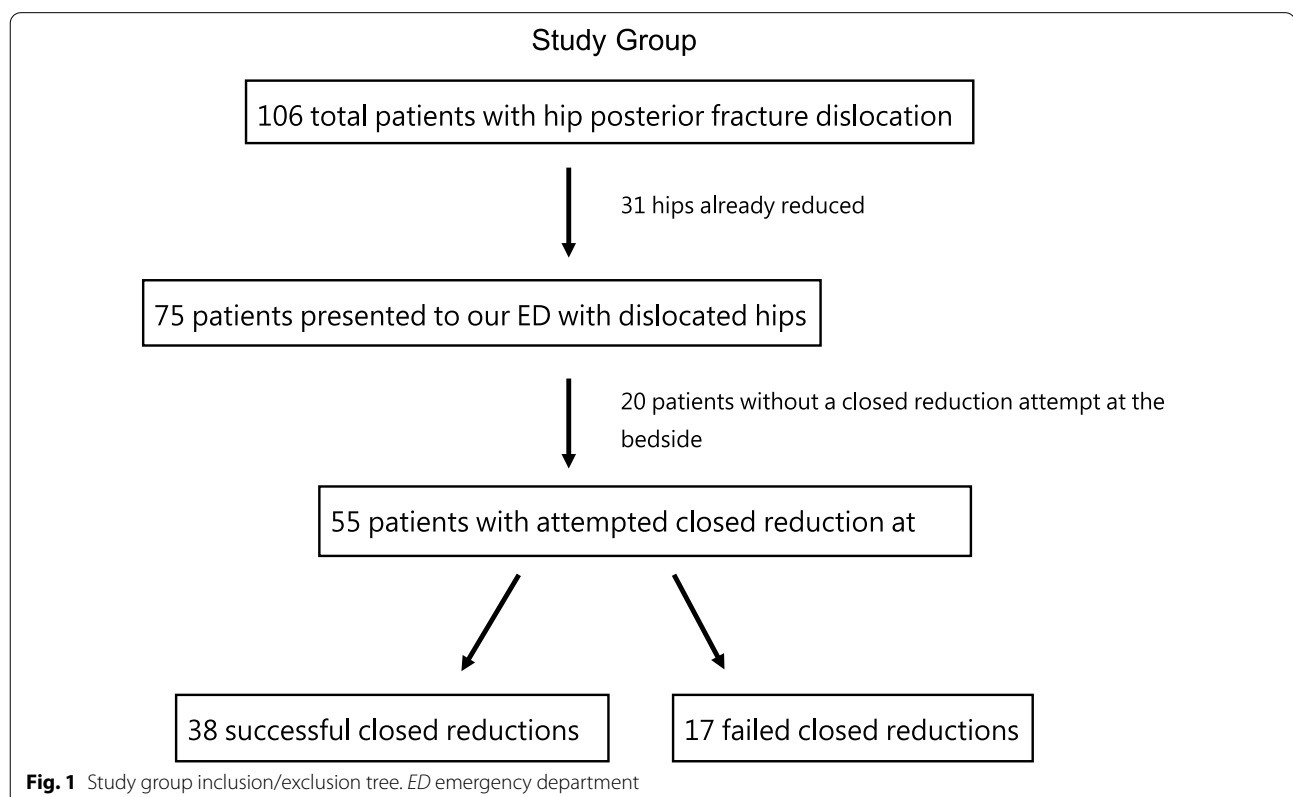 Study Group
106 total patients with hip posterior fracture dislocation
31 hips already reduced
75 patients presented to our ED with dislocated hips
20 patients without a closed reduction attempt at the
bedside
55 patients with attempted closed reduction at
38 successful closed reductions
17 failed closed reductions
Fig. 1 Study group inclusion/exclusion tree. ED emergency department